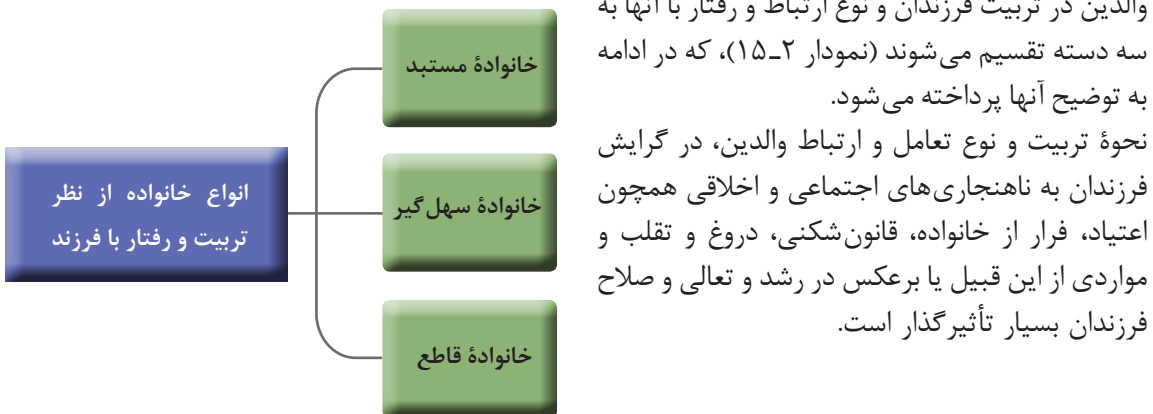 والدین در تربیت فرزندان و نوع ارتباط و رفتار با آنها به
سه دسته تقسیم می‌شوند (نمودار ۲ـ۱۵)، که در ادامه
به توضیح آنها پرداخته می‌شود.
نحوهٔ تربیت و نوع تعامل و ارتباط والدین، در گرایش
فرزندان به ناهنجاری‌های اجتماعی و اخلاقی همچون
اعتیاد، فرار از خانواده، قانون‌شکنی، دروغ و تقلب و
مواردی از این قبیل یا برعکس در رشد و تعالی و صلاح
فرزندان بسیار تأثیرگذار است.
خانوادهٔ مستبد
خانوادهٔ سهل‌گیر
خانوادهٔ قاطع
انواع خانواده از نظر
تربیت و رفتار با فرزند